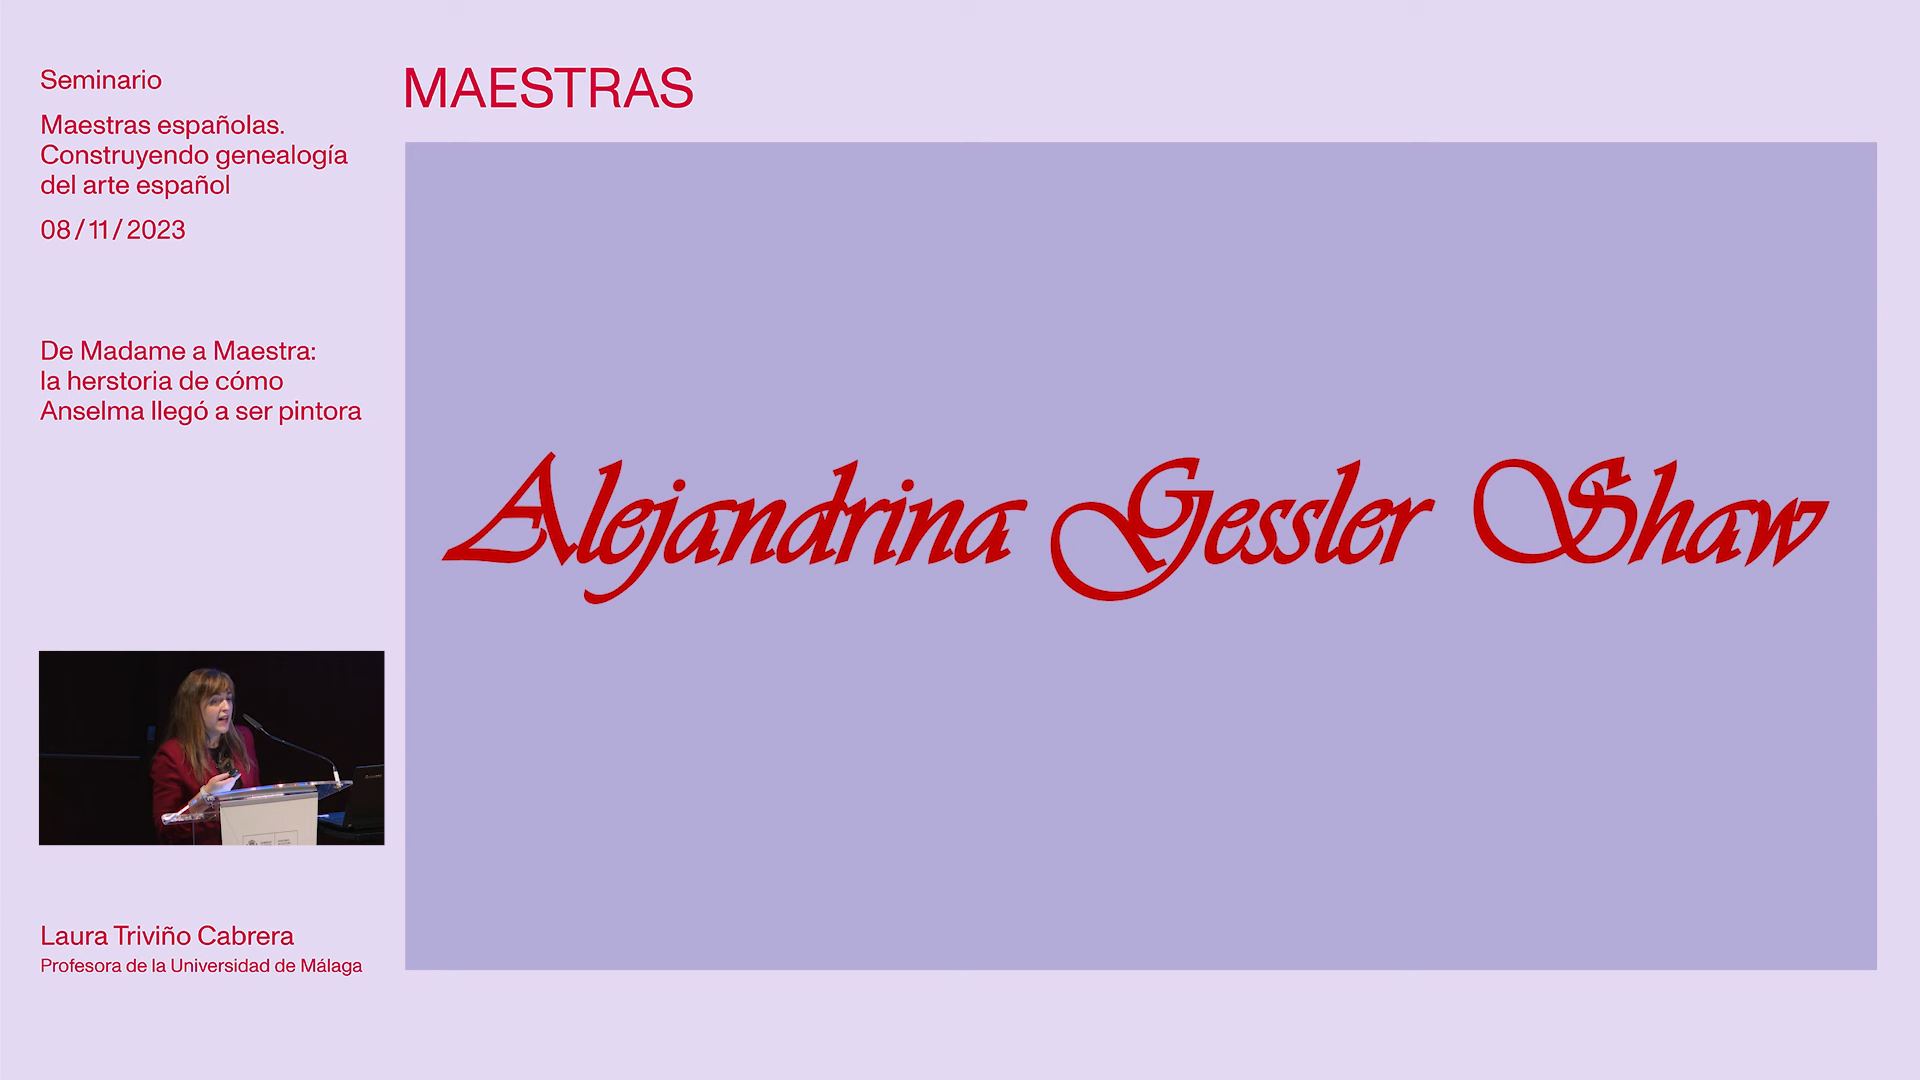 Seminario
Maestras españolas.
Construyendo genealogía
del arte español
08/11/2023
De Madame a Maestra:
la herstoria de cómo
Anselma llegó a ser pintora
Laura Triviño Cabrera
Profesora de la Universidad de Málaga
MAESTRAS
Alejandrina Gessler Shaw